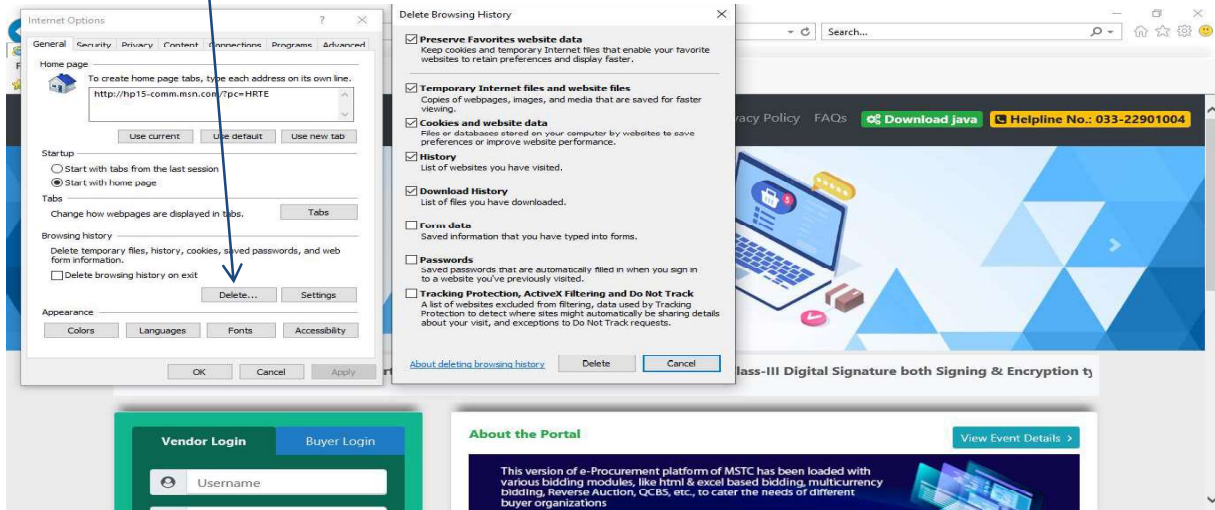 Internet Options
General Security Privacy Content Connections Programs Advanced
Home page
To create home page tabs, type each address on its own line.
http://hp15-comm.msn.com/?pc=HRTE
Use current Use default Use new tab
Startup
Start with tabs from the last session
Start with home page
Tabs
Change how webpages are displayed in tabs.
Tabs
Browsing history
Delete temporary files, history, cookies, saved passwords, and web
form information.
Delete browsing history on exit
Delete... Settings
Appearance
Colors Languages Fonts Accessibility
OK Cancel Apply
Delete Browsing History
Preserve Favorites website data
Keep cookies and temporary Internet files that enable your favorite
websites to retain preferences and display faster.
Temporary Internet files and website files
Copies of webpages, images, and media that are saved for faster
viewing.
Cookies and website data
Files or databases stored on your computer by websites to save
preferences or improve website performance.
History
List of websites you have visited.
Download History
List of files you have downloaded.
Form data
Saved information that you have typed into forms.
Passwords
Saved passwords that are automatically filled in when you sign in
to a website you've previously visited.
Tracking Protection, ActiveX Filtering and Do Not Track
A list of websites excluded from filtering, data used by Tracking
Protection to detect where sites might automatically be sharing details
about your visit, and exceptions to Do Not Track requests.
About deleting browsing history Delete Cancel
Search...
vacy Policy FAQs Download java Helpline No.: 033-22901004
lass-III Digital Signature both Signing & Encryption ty
Vendor Login Buyer Login
Username
About the Portal
View Event Details >
This version of e-Procurement platform of MSTC has been loaded with
various bidding modules, like html & excel based bidding, multicurrency
bidding, Reverse Auction, QCBS, etc., to cater the needs of different
buyer organizations